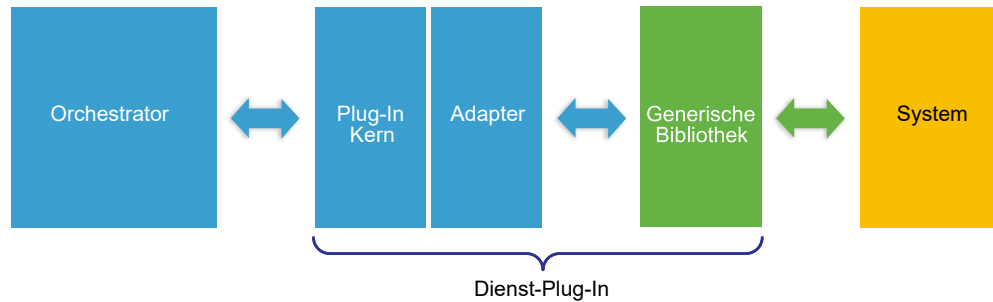 Orchestrator
Plug-In
Kern
Adapter
Generische
Bibliothek
System
Dienst-Plug-In